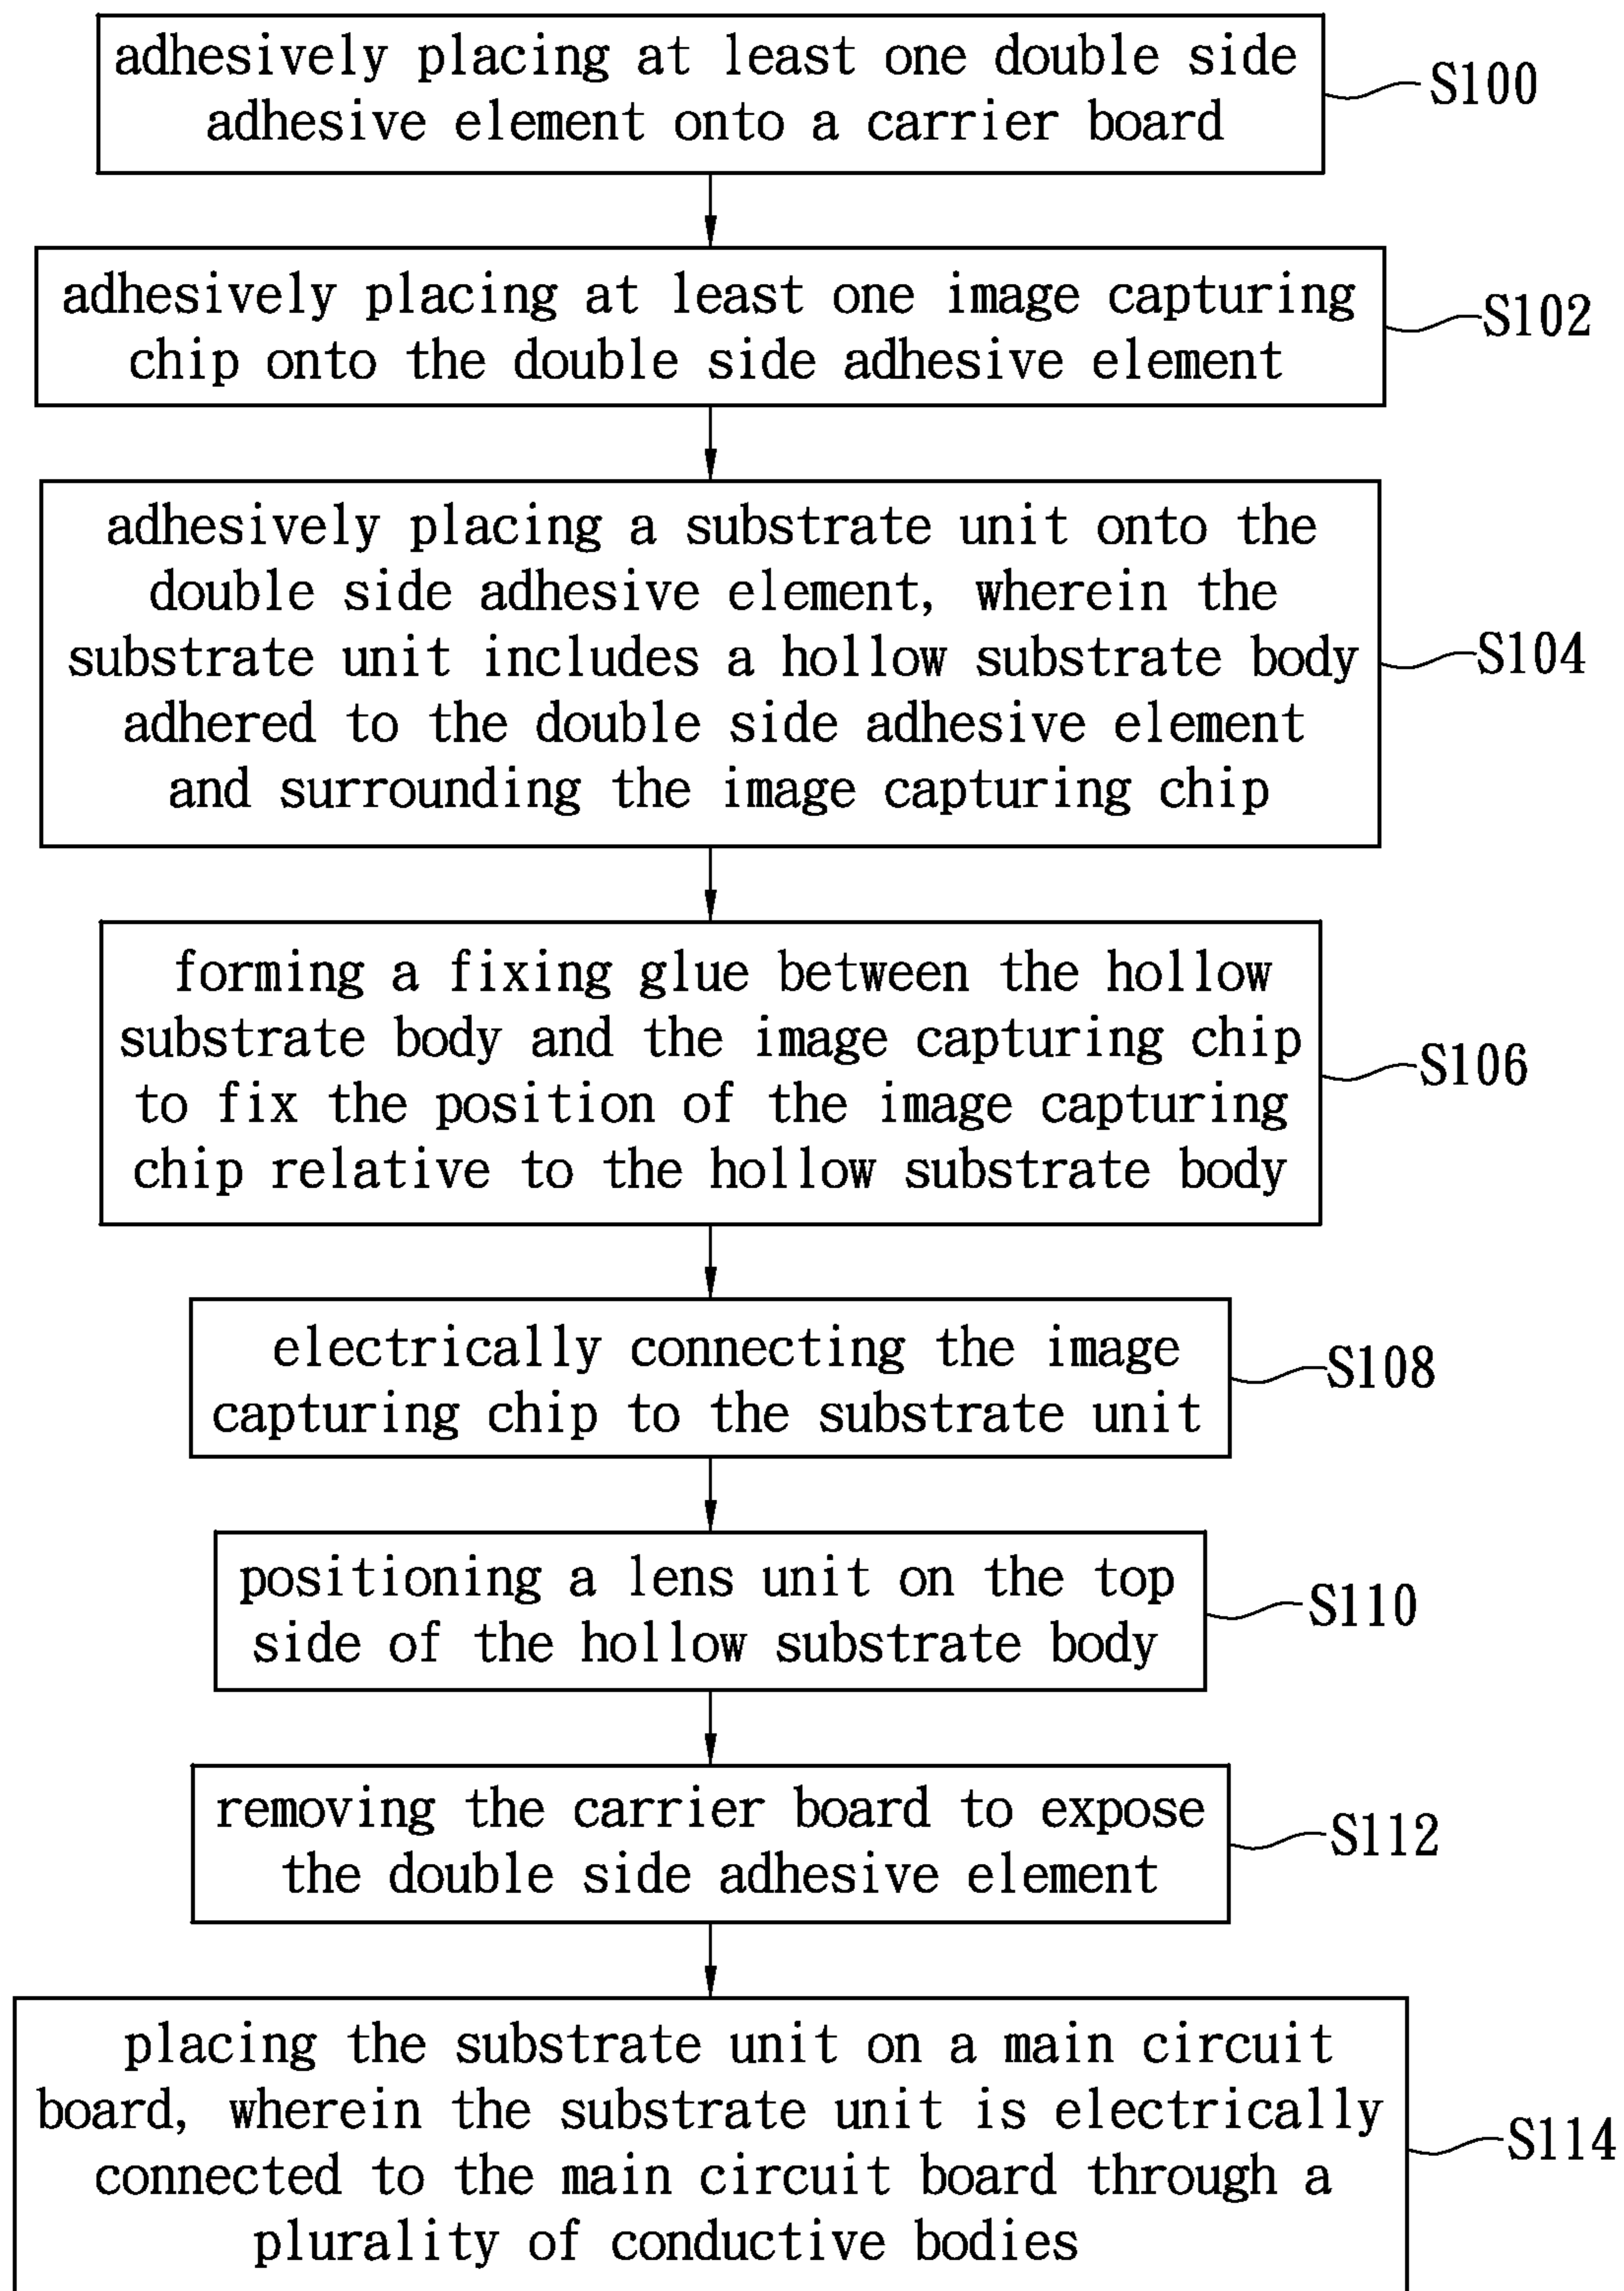 adhesively placing at least one double side
adhesive element onto a carrier board
S100
adhesively placing at least one image capturing
chip onto the double side adhesive element
S102
adhesively placing a substrate unit onto the
double side adhesive element, wherein the
substrate unit includes a hollow substrate body
adhered to the double side adhesive element
and surrounding the image capturing chip
S104
forming a fixing glue between the hollow
substrate body and the image capturing chip
to fix the position of the image capturing
chip relative to the hollow substrate body
S106
electrically connecting the image
capturing chip to the substrate unit
S108
positioning a lens unit on the top
side of the hollow substrate body
S110
removing the carrier board to expose
the double side adhesive element
S112
placing the substrate unit on a main circuit
board, wherein the substrate unit is electrically
connected to the main circuit board through a
plurality of conductive bodies
S114